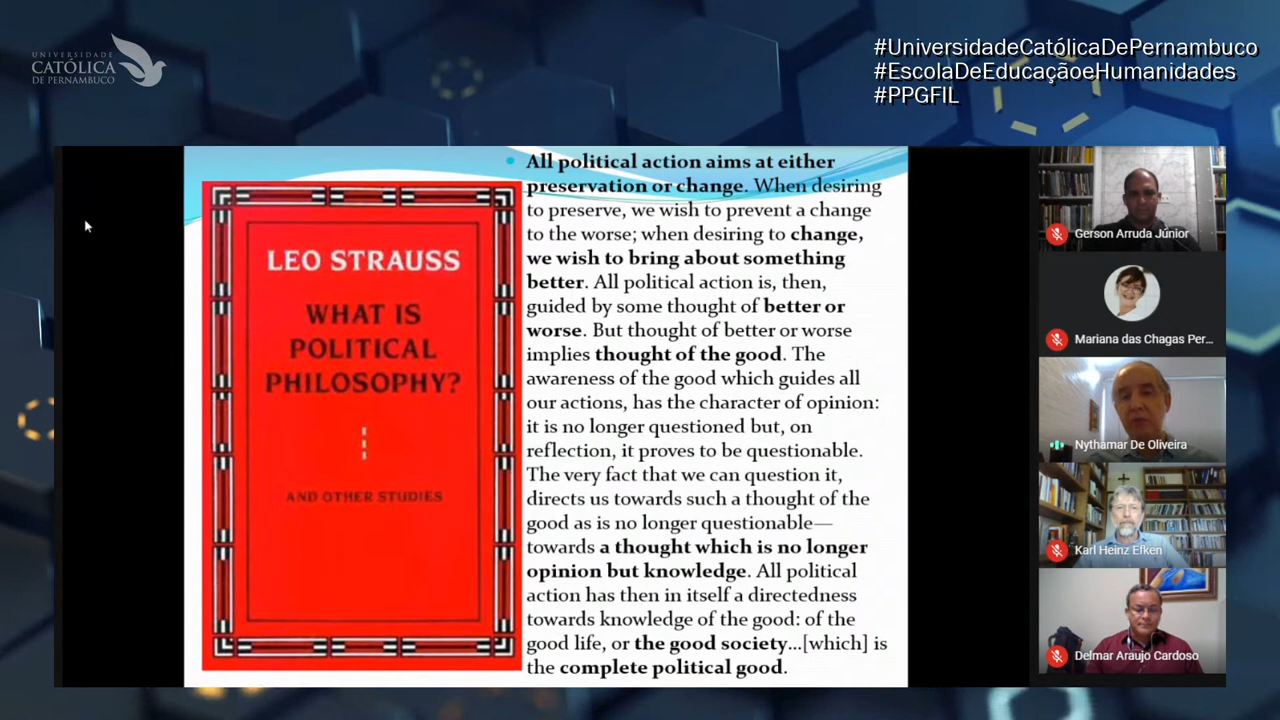 UNIVERSIDADE
CATÓLICA
DE PERNAMBUCO
#UniversidadeCatólicaDePernambuco
#EscolaDeEducaçãoeHumanidades
#PPGFIL
LEO STRAUSS
WHAT IS
POLITICAL
PHILOSOPHY?
AND OTHER STUDIES
• All political action aims at either
preservation or change. When desiring
to preserve, we wish to prevent a change
to the worse; when desiring to change,
we wish to bring about something
better. All political action is, then,
guided by some thought of better or
worse. But thought of better or worse
implies thought of the good. The
awareness of the good which guides all
our actions, has the character of opinion:
it is no longer questioned but, on
reflection, it proves to be questionable.
The very fact that we can question it,
directs us towards such a thought of the
good as is no longer questionable—
towards a thought which is no longer
opinion but knowledge. All political
action has then in itself a directedness
towards knowledge of the good: of the
good life, or the good society...[which] is
the complete political good.
Gerson Arruda Júnior
Mariana das Chagas Per...
Nythamar De Oliveira
Karl Heinz Efken
Delmar Araujo Cardoso